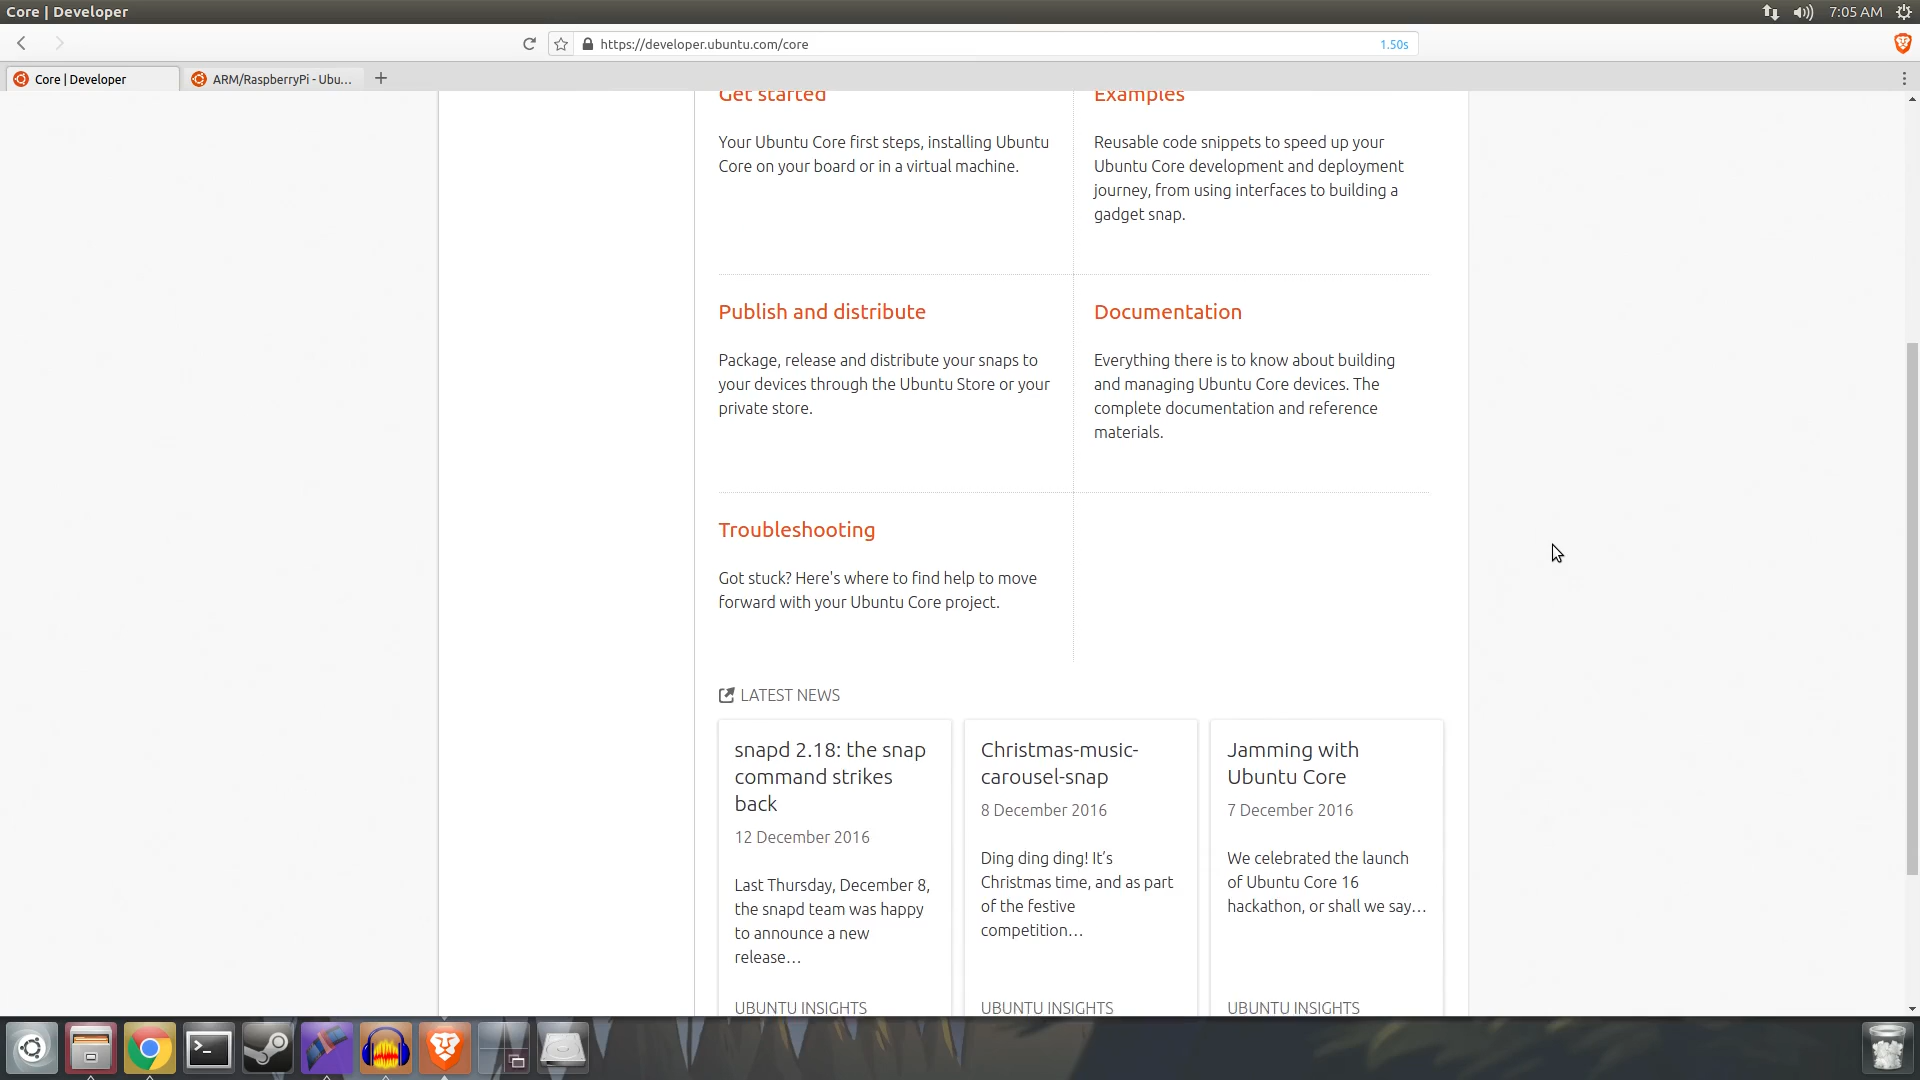 Core | Developer
7:05 AM
https://developer.ubuntu.com/core
1.50s
Core | Developer
ARM/RaspberryPi - Ubu...
Get started
Examples
Your Ubuntu Core first steps, installing Ubuntu
Core on your board or in a virtual machine.
Reusable code snippets to speed up your
Ubuntu Core development and deployment
journey, from using interfaces to building a
gadget snap.
Publish and distribute
Documentation
Package, release and distribute your snaps to
your devices through the Ubuntu Store or your
private store.
Everything there is to know about building
and managing Ubuntu Core devices. The
complete documentation and reference
materials.
Troubleshooting
Got stuck? Here's where to find help to move
forward with your Ubuntu Core project.
LATEST NEWS
snapd 2.18: the snap
command strikes
back
12 December 2016
Last Thursday, December 8,
the snapd team was happy
to announce a new
release…
UBUNTU INSIGHTS
Christmas-music-
carousel-snap
8 December 2016
Ding ding ding! It’s
Christmas time, and as part
of the festive
competition…
UBUNTU INSIGHTS
Jamming with
Ubuntu Core
7 December 2016
We celebrated the launch
of Ubuntu Core 16
hackathon, or shall we say…
UBUNTU INSIGHTS